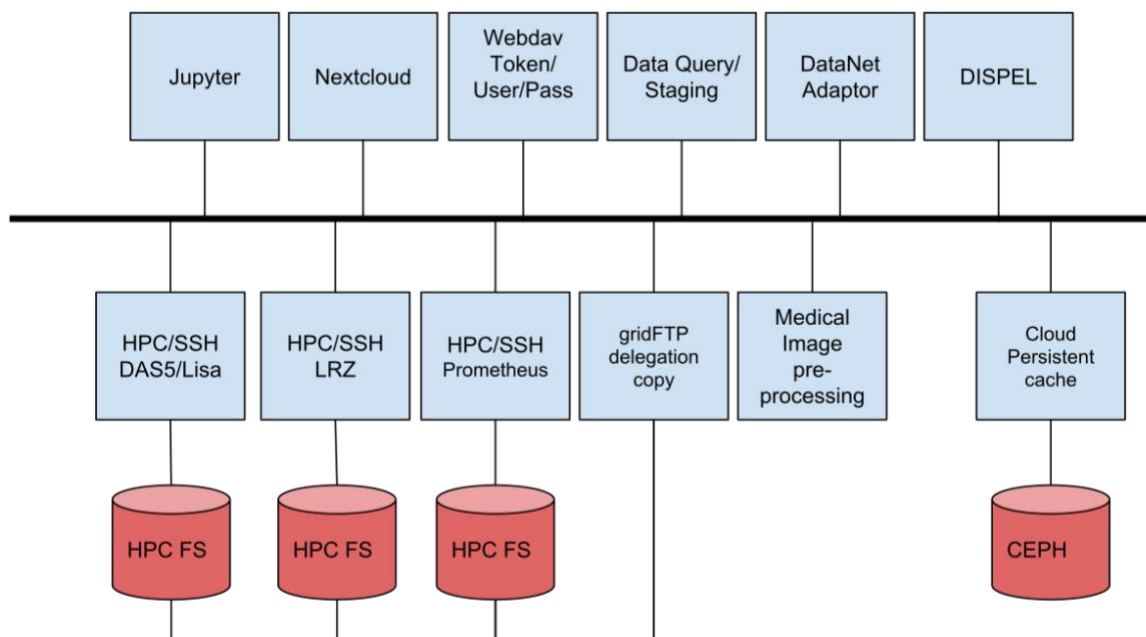 Jupyter
Nextcloud
Webdav
Token/
User/Pass
Data Query/
Staging
DataNet
Adaptor
DISPEL
HPC/SSH
DAS5/Lisa
HPC/SSH
LRZ
HPC/SSH
Prometheus
gridFTP
delegation
copy
Medical
Image
pre-
processing
Cloud
Persistent
cache
HPC FS
HPC FS
HPC FS
CEPH